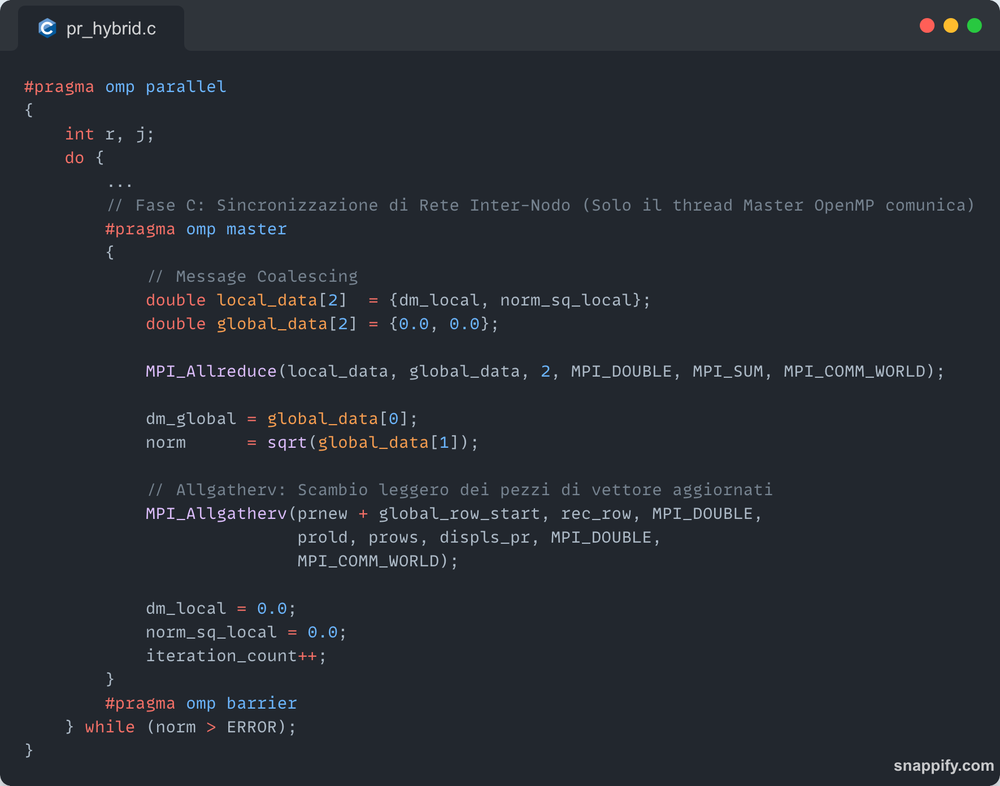 pr_hybrid.c
#pragma omp parallel
{
    int r, j;
    do {
        ...
        // Fase C: Sincronizzazione di Rete Inter-Nodo (Solo il thread Master OpenMP comunica)
        #pragma omp master
        {
            // Message Coalescing
            double local_data[2]  = {dm_local, norm_sq_local};
            double global_data[2] = {0.0, 0.0};

            MPI_Allreduce(local_data, global_data, 2, MPI_DOUBLE, MPI_SUM, MPI_COMM_WORLD);

            dm_global = global_data[0];
            norm      = sqrt(global_data[1]);

            // Allgatherv: Scambio leggero dei pezzi di vettore aggiornati
            MPI_Allgatherv(prnew + global_row_start, rec_row, MPI_DOUBLE,
                           prold, prows, displs_pr, MPI_DOUBLE,
                           MPI_COMM_WORLD);

            dm_local = 0.0;
            norm_sq_local = 0.0;
            iteration_count++;
        }
        #pragma omp barrier
    } while (norm > ERROR);
}
snappify.com